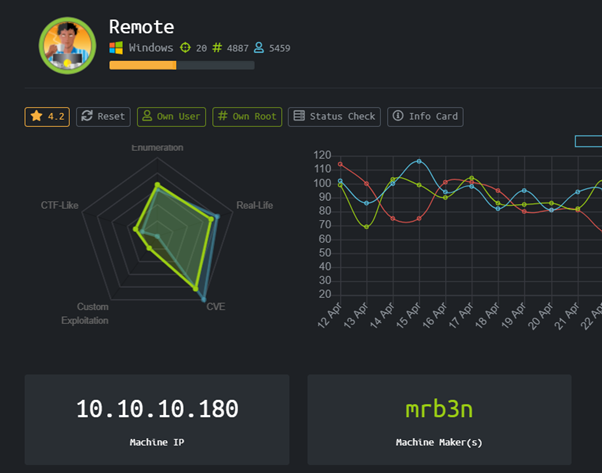 Remote
Windows 20 # 4887 5459
4.2 Reset Own User # Own Root Status Check Info Card
Enumeration
CTF-Like
Real-Life
Custom
Exploitation
CVE
120
110
100
90
80
70
60
50
40
30
20
12 Apr
13 Apr
14 Apr
15 Apr
16 Apr
17 Apr
18 Apr
19 Apr
20 Apr
21 Apr
22 Apr
10.10.10.180
Machine IP
mrb3n
Machine Maker(s)